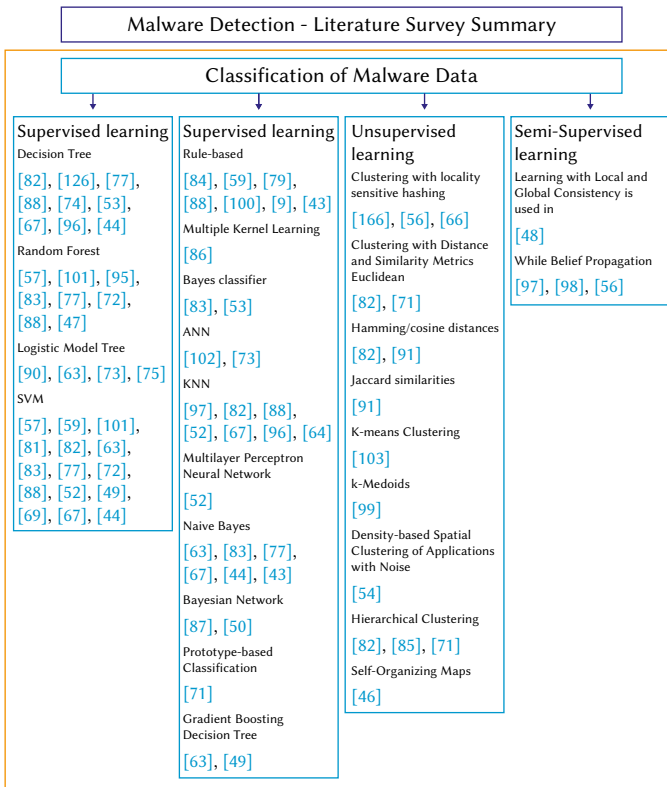 Malware Detection - Literature Survey Summary
Classification of Malware Data
Supervised learning
Decision Tree
[82], [126], [77],
[88], [74], [53],
[67], [96], [44]
Random Forest
[57], [101], [95],
[83], [77], [72],
[88], [47]
Logistic Model Tree
[90], [63], [73], [75]
SVM
[57], [59], [101],
[81], [82], [63],
[83], [77], [72],
[88], [52], [49],
[69], [67], [44]
Supervised learning
Rule-based
[84], [59], [79],
[88], [100], [9], [43]
Multiple Kernel Learning
[86]
Bayes classifier
[83], [53]
ANN
[102], [73]
KNN
[97], [82], [88],
[52], [67], [96], [64]
Multilayer Perceptron
Neural Network
[52]
Naive Bayes
[63], [83], [77],
[67], [44], [43]
Bayesian Network
[87], [50]
Prototype-based
Classification
[71]
Gradient Boosting
Decision Tree
[63], [49]
Unsupervised
learning
Clustering with locality
sensitive hashing
[166], [56], [66]
Clustering with Distance
and Similarity Metrics
Euclidean
[82], [71]
Hamming/cosine distances
[82], [91]
Jaccard similarities
[91]
K-means Clustering
[103]
k-Medoids
[99]
Density-based Spatial
Clustering of Applications
with Noise
[54]
Hierarchical Clustering
[82], [85], [71]
Self-Organizing Maps
[46]
Semi-Supervised
learning
Learning with Local and
Global Consistency is
used in
[48]
While Belief Propagation
[97], [98], [56]